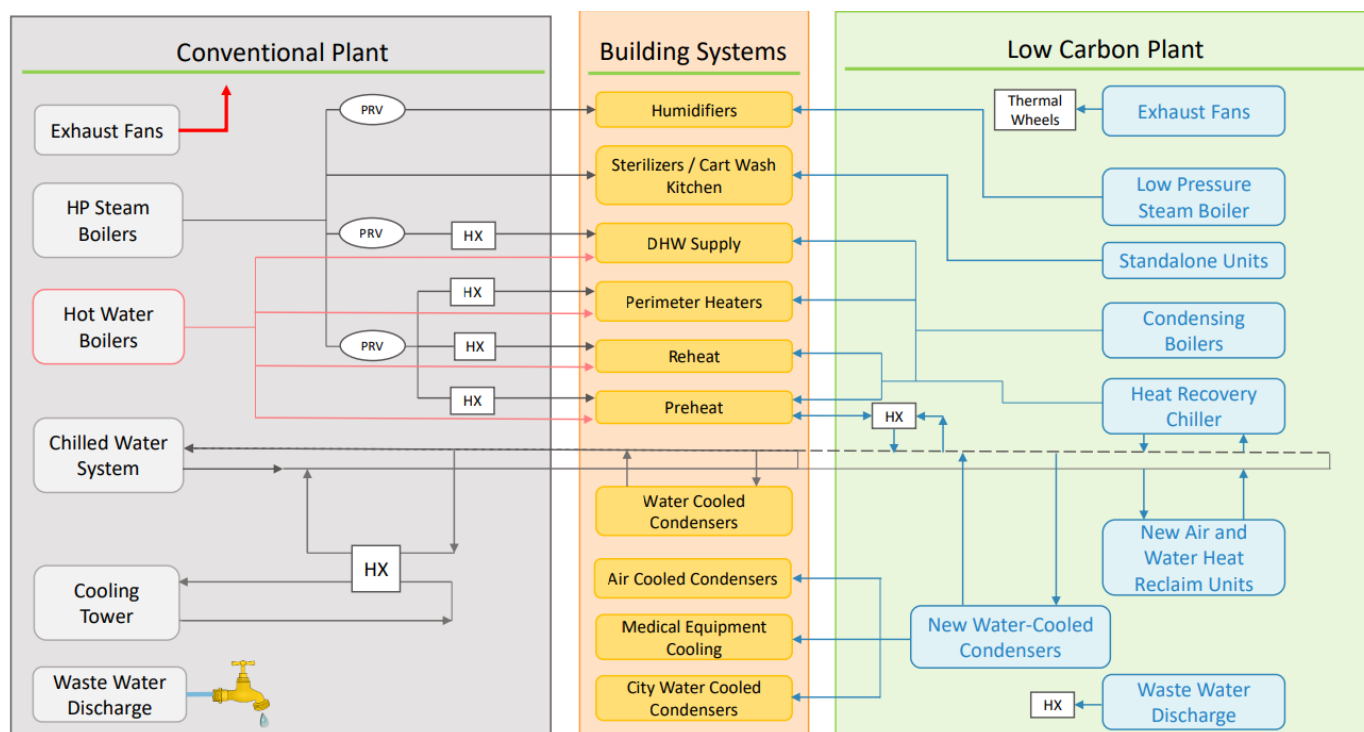 Conventional Plant
Exhaust Fans
HP Steam
Boilers
Hot Water
Boilers
Chilled Water
System
Cooling
Tower
Waste Water
Discharge
PRV
PRV
HX
HX
PRV
HX
HX
HX
Building Systems
Humidifiers
Sterilizers / Cart Wash
Kitchen
DHW Supply
Perimeter Heaters
Reheat
Preheat
Water Cooled
Condensers
Air Cooled Condensers
Medical Equipment
Cooling
City Water Cooled
Condensers
Low Carbon Plant
Thermal
Wheels
Exhaust Fans
Low Pressure
Steam Boiler
Standalone Units
Condensing
Boilers
Heat Recovery
Chiller
HX
New Air and
Water Heat
Reclaim Units
New Water-Cooled
Condensers
HX
Waste Water
Discharge